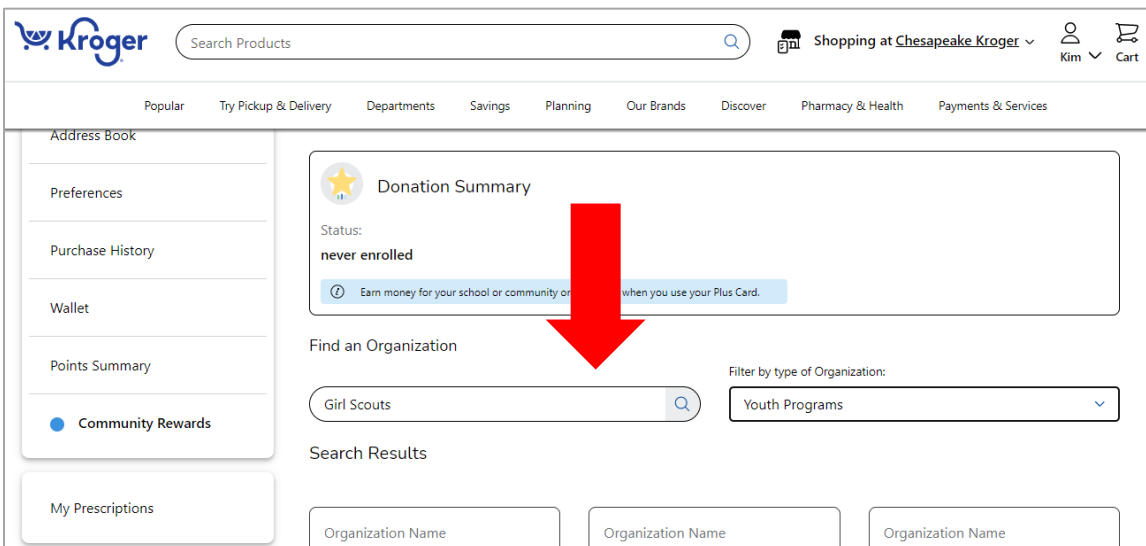 Kroger
Search Products
Shopping at Chesapeake Kroger
Kim
Cart
Popular Try Pickup & Delivery Departments Savings Planning Our Brands Discover Pharmacy & Health Payments & Services
Address Book
Preferences
Purchase History
Wallet
Points Summary
Community Rewards
My Prescriptions
Donation Summary
Status:
never enrolled
Earn money for your school or community or when you use your Plus Card.
Find an Organization
Filter by type of Organization:
Girl Scouts
Youth Programs
Search Results
Organization Name Organization Name Organization Name